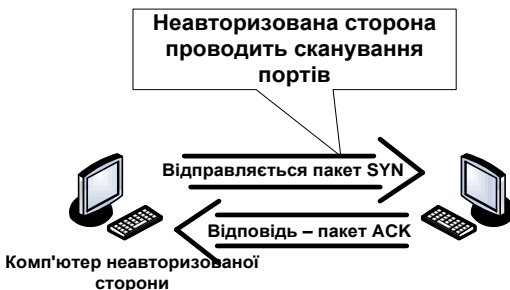 Неавторизована сторона
проводить сканування
портів
Відправляється пакет SYN
Відповідь – пакет ACK
Комп'ютер неавторизованої
сторони